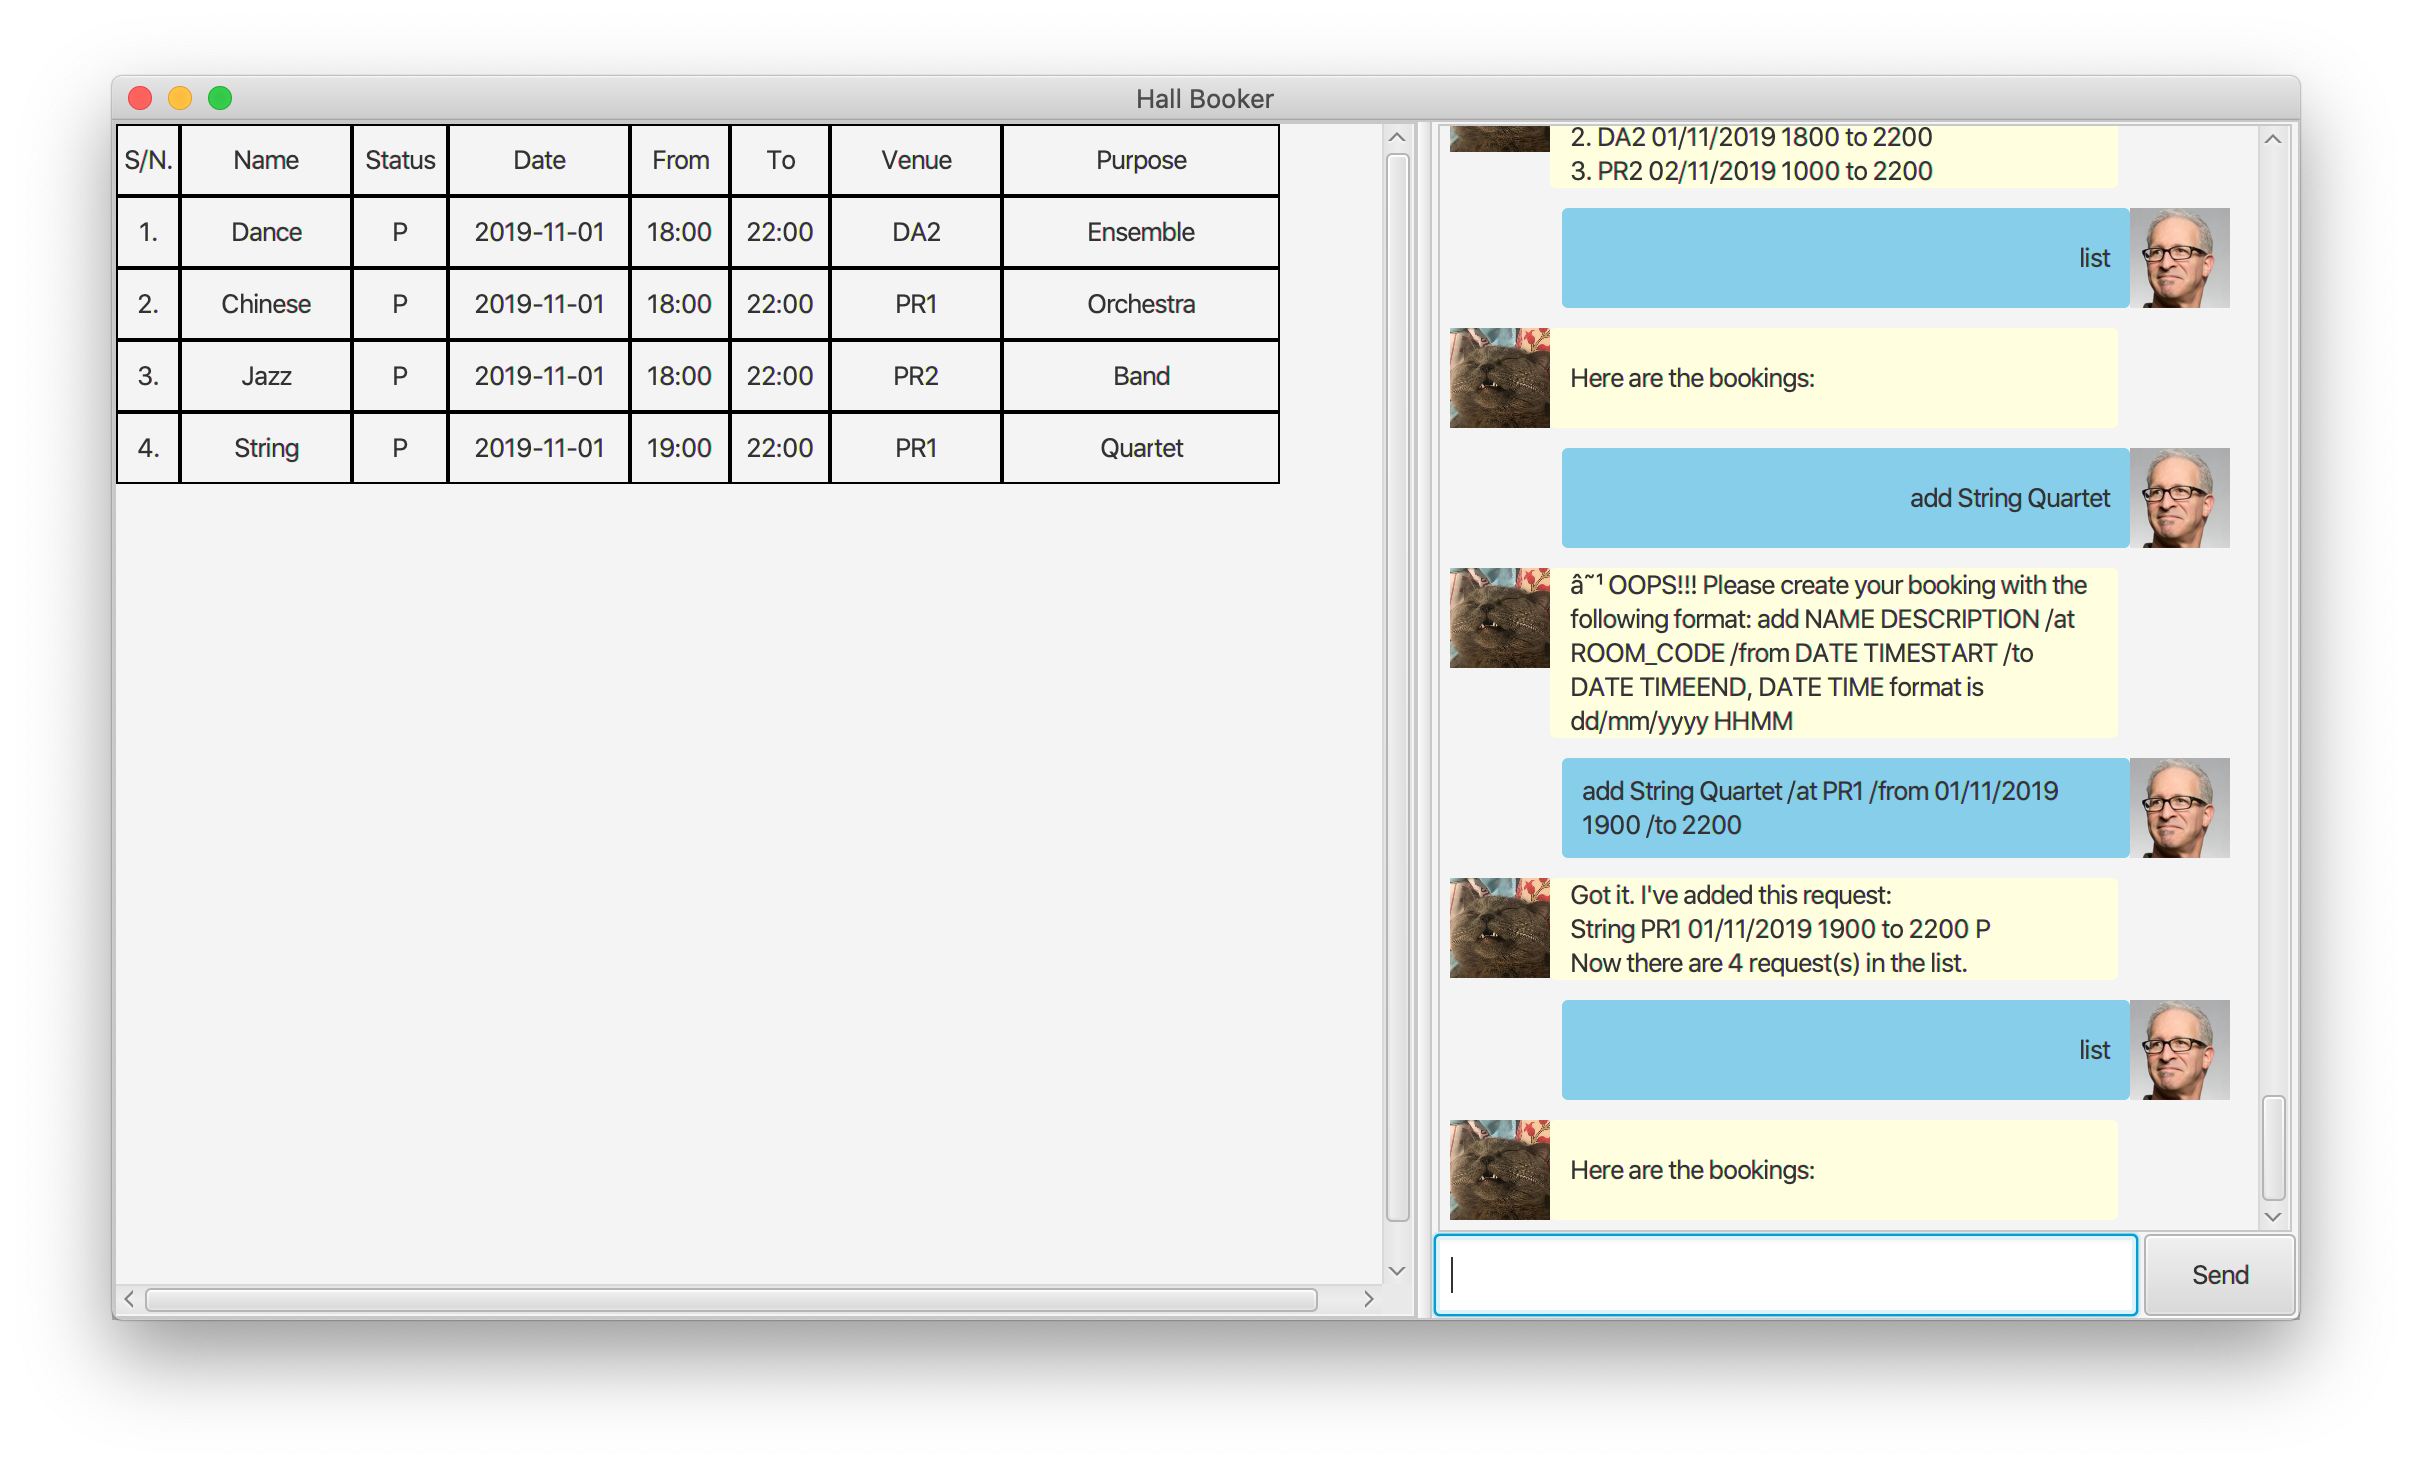 Hall Booker
S/N. Name Status Date From To Venue Purpose
1. Dance P 2019-11-01 18:00 22:00 DA2 Ensemble
2. Chinese P 2019-11-01 18:00 22:00 PR1 Orchestra
3. Jazz P 2019-11-01 18:00 22:00 PR2 Band
4. String P 2019-11-01 19:00 22:00 PR1 Quartet
2. DA2 01/11/2019 1800 to 2200
3. PR2 02/11/2019 1000 to 2200
list
Here are the bookings:
add String Quartet
â˜¹ OOPS!!! Please create your booking with the
following format: add NAME DESCRIPTION /at
ROOM_CODE /from DATE TIMESTART /to
DATE TIMEEND, DATE TIME format is
dd/mm/yyyy HHMM
add String Quartet /at PR1 /from 01/11/2019
1900 /to 2200
Got it. I've added this request:
String PR1 01/11/2019 1900 to 2200 P
Now there are 4 request(s) in the list.
list
Here are the bookings:
Send